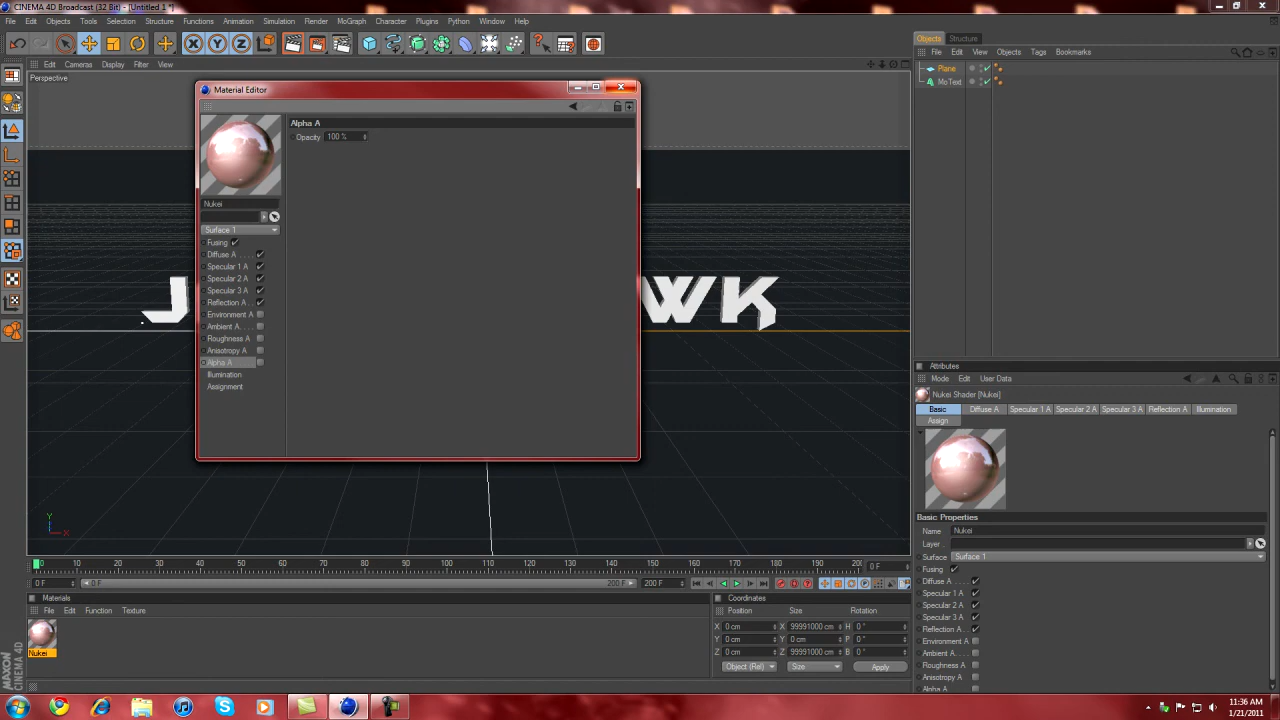 CINEMA 4D Broadcast (32 Bit) - [Untitled 1 *]
File Edit Objects Tools Selection Structure Functions Animation Simulation Render MoGraph Character Plugins Python Window Help
X Y Z
Edit Cameras Display Filter View
Perspective
J WK
Material Editor
Nukei
Surface 1
Fusing
Diffuse A . . . .
Specular 1 A
Specular 2 A
Specular 3 A
Reflection A . .
Environment A
Ambient A. . . .
Roughness A
Anisotropy A
Alpha A
Illumination
Assignment
Alpha A
Opacity 100 %
Y
X
Objects Structure
File Edit View Objects Tags Bookmarks
Plane
MoText
Attributes
Mode Edit User Data
Nukei Shader [Nukei]
Basic Diffuse A Specular 1 A Specular 2 A Specular 3 A Reflection A Illumination
Assign
Basic Properties
Name Nukei
Layer
Surface Surface 1
Fusing
Diffuse A . . . .
Specular 1 A
Specular 2 A
Specular 3 A
Reflection A . .
Environment A
Ambient A. . . .
Roughness A
Anisotropy A
Alpha A
0 10 20 30 40 50 60 70 80 90 100 110 120 130 140 150 160 170 180 190 200 0 F
0 F 0 F 200 F 200 F
Materials
File Edit Function Texture
Nukei
Coordinates
Position Size Rotation
X 0 cm X 99991000 cm H 0 °
Y 0 cm Y 0 cm P 0 °
Z 0 cm Z 99991000 cm B 0 °
Object (Rel) Size Apply
MAXON
CINEMA 4D
11:36 AM
1/21/2011